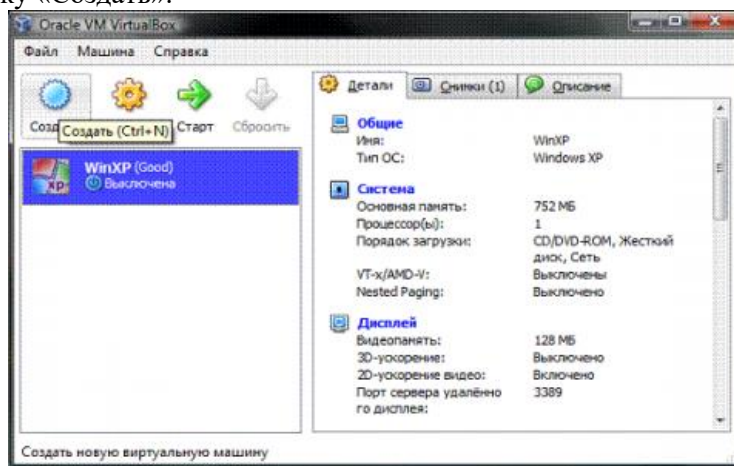 ку «Создать».
Oracle VM VirtualBox
Файл Машина Справка
Созд
Создать (Ctrl+N)
Старт Сбросить
WinXP (Good)
Выключена
Детали Снимки (1) Описание
Общие
Имя: WinXP
Тип ОС: Windows XP
Система
Основная память: 752 МБ
Процессор(ы): 1
Порядок загрузки: CD/DVD-ROM, Жесткий
диск, Сеть
VT-x/AMD-V: Выключены
Nested Paging: Выключено
Дисплей
Видеопамять: 128 МБ
3D-ускорение: Выключено
2D-ускорение видео: Включено
Порт сервера удалённо 3389
го дисплея:
Создать новую виртуальную машину